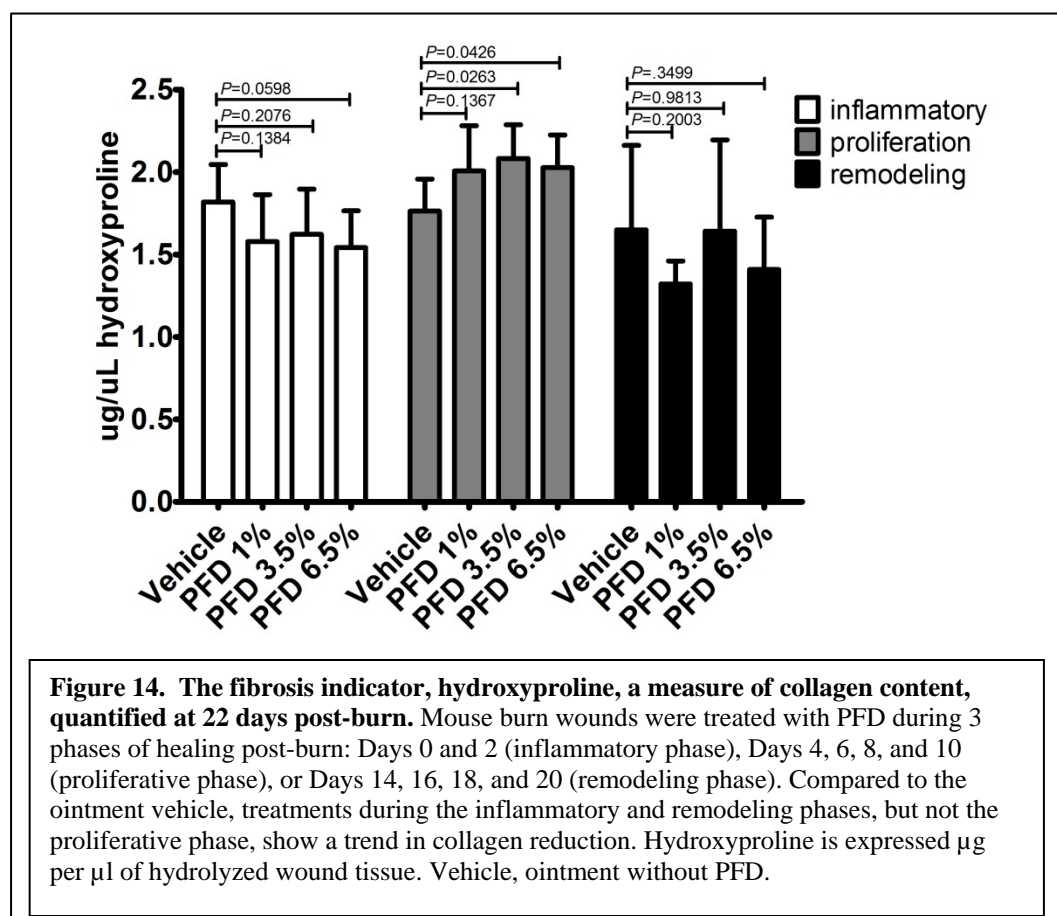 P=0.0426
P=0.0598
P=0.0263
P=.3499
P=0.2076
P=0.1367
P=0.9813
P=0.1384
P=0.2003
2.5
2.0
1.5
1.0
0.5
0.0
ug/uL hydroxyproline
inflammatory
proliferation
remodeling
Vehicle
PFD 1%
PFD 3.5%
PFD 6.5%
Vehicle
PFD 1%
PFD 3.5%
PFD 6.5%
Vehicle
PFD 1%
PFD 3.5%
PFD 6.5%
Figure 14. The fibrosis indicator, hydroxyproline, a measure of collagen content,
quantified at 22 days post-burn. Mouse burn wounds were treated with PFD during 3
phases of healing post-burn: Days 0 and 2 (inflammatory phase), Days 4, 6, 8, and 10
(proliferative phase), or Days 14, 16, 18, and 20 (remodeling phase). Compared to the
ointment vehicle, treatments during the inflammatory and remodeling phases, but not the
proliferative phase, show a trend in collagen reduction. Hydroxyproline is expressed µg
per µl of hydrolyzed wound tissue. Vehicle, ointment without PFD.